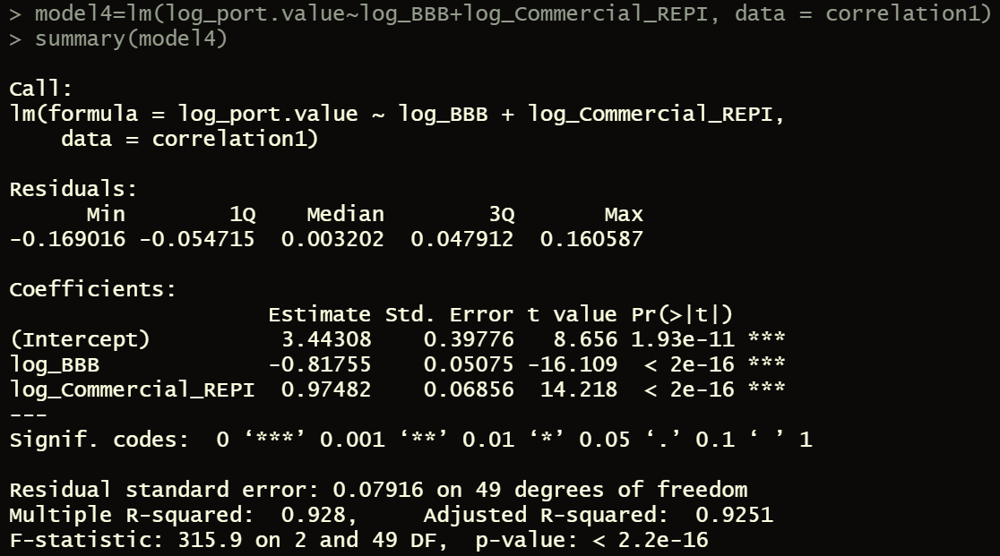 > model4=lm(log_port.value~log_BBB+log_Commercial_REPI, data = correlation1)
> summary(model4)
Call:
lm(formula = log_port.value ~ log_BBB + log_Commercial_REPI,
    data = correlation1)
Residuals:
      Min        1Q    Median        3Q       Max
-0.169016 -0.054715  0.003202  0.047912  0.160587
Coefficients:
                    Estimate Std. Error t value Pr(>|t|)
(Intercept)          3.44308    0.39776   8.656 1.93e-11 ***
log_BBB             -0.81755    0.05075 -16.109  < 2e-16 ***
log_Commercial_REPI  0.97482    0.06856  14.218  < 2e-16 ***
---
Signif. codes:  0 ‘***’ 0.001 ‘**’ 0.01 ‘*’ 0.05 ‘.’ 0.1 ‘ ’ 1
Residual standard error: 0.07916 on 49 degrees of freedom
Multiple R-squared:  0.928,     Adjusted R-squared:  0.9251
F-statistic: 315.9 on 2 and 49 DF,  p-value: < 2.2e-16